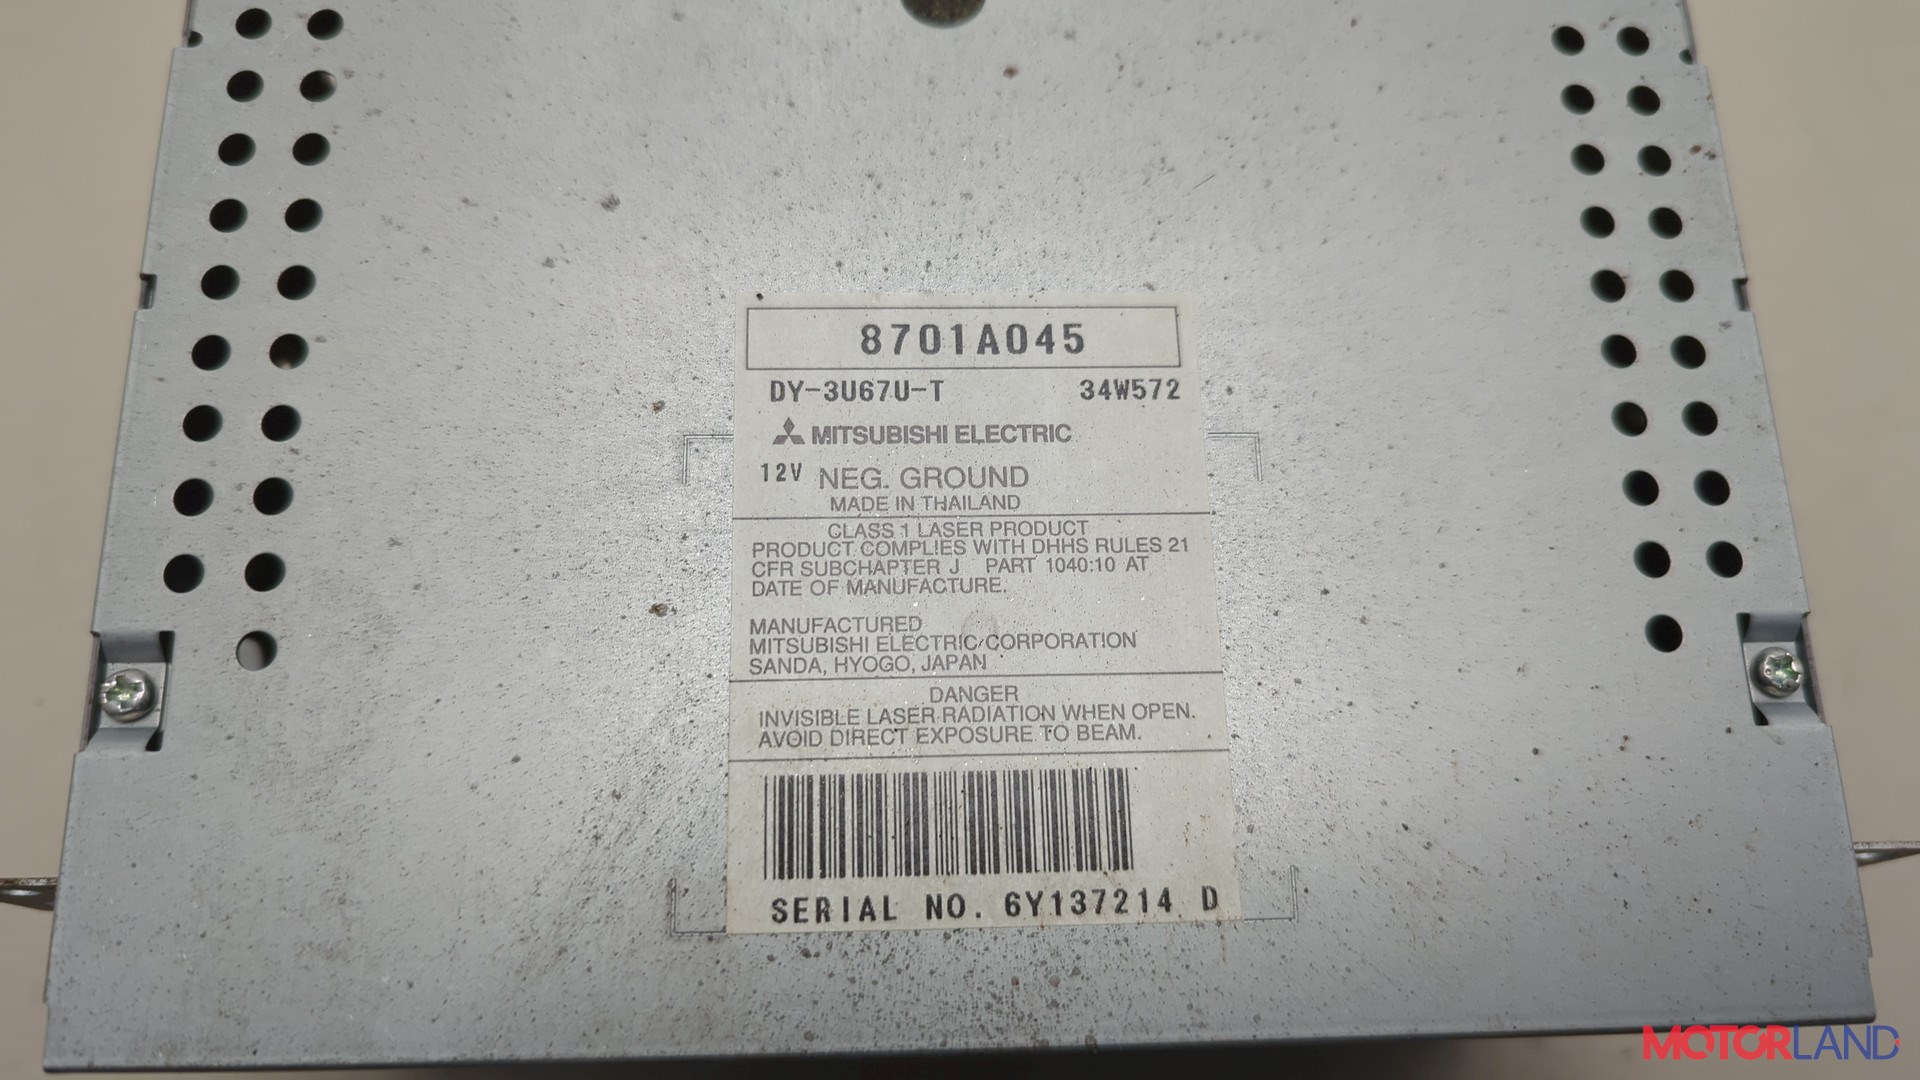 8701A045
DY-3U67U-T 34W572
MITSUBISHI ELECTRIC
12V NEG. GROUND
MADE IN THAILAND
CLASS 1 LASER PRODUCT
PRODUCT COMPLIES WITH DHHS RULES 21
CFR SUBCHAPTER J PART 1040:10 AT
DATE OF MANUFACTURE.
MANUFACTURED
MITSUBISHI ELECTRIC CORPORATION
SANDA, HYOGO, JAPAN
DANGER
INVISIBLE LASER RADIATION WHEN OPEN.
AVOID DIRECT EXPOSURE TO BEAM.
SERIAL NO. 6Y137214 D
MOTORLAND